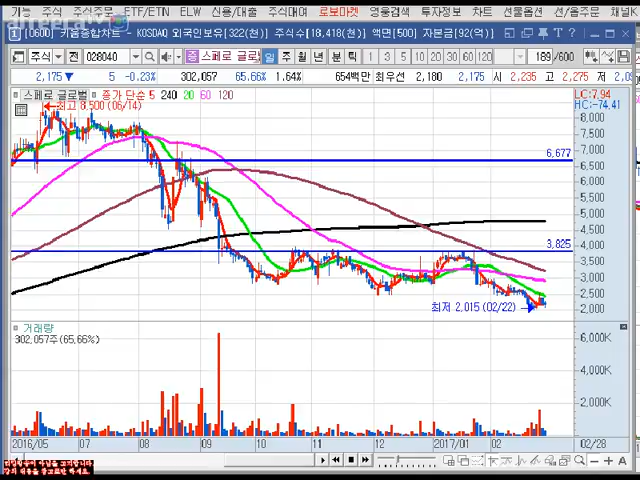 afreeca
기능 주식 주식주문 ETF/ETN ELW 신용/대출 주식대여 로보마켓 영웅검색 투자정보 차트 선물옵션 선/옵주문 채널K
[0600] 키움종합차트 - KOSDAQ 외국인보유[322(천)] 주식수[18,418(천)] 액면[500] 자본금[92(억)]
주식 전 028040 스페로 글로벌 일 주 월 년 분 틱 1 3 5 10 20 30 60 120 189 /600
2,175 ▼ 5 -0.23% 302,057 65.66% 1.64% 654백만 최우선 2,180 2,175 시 2,235 고 2,275 저
스페로 글로벌 종가 단순 5 240 20 60 120
LC:7,94
HC:-74,41
최고 8,500 (06/14)
8,000
7,500
7,000
6,677
6,500
6,000
5,500
5,000
4,500
4,000
3,825
3,500
3,000
2,500
최저 2,015 (02/22)
2,000
거래량
302,057주(65,66%)
6,000K
4,000K
2,000K
2016/05 07 08 09 10 11 12 2017/01 02 02/28